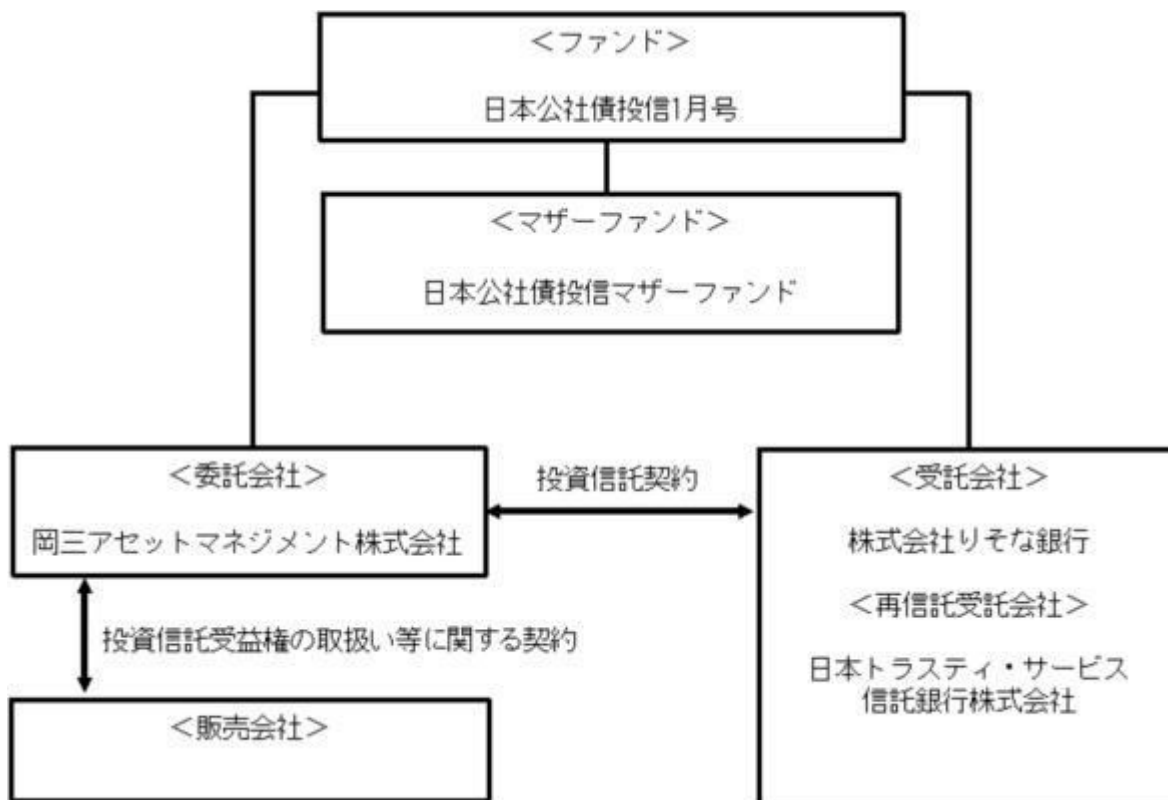 ＜ファンド＞
日本公社債投信1月号
＜マザーファンド＞
日本公社債投信マザーファンド
＜委託会社＞
岡三アセットマネジメント株式会社
投資信託契約
＜受託会社＞
株式会社りそな銀行
＜再信託受託会社＞
日本トラスティ・サービス
信託銀行株式会社
投資信託受益権の取扱い等に関する契約
＜販売会社＞